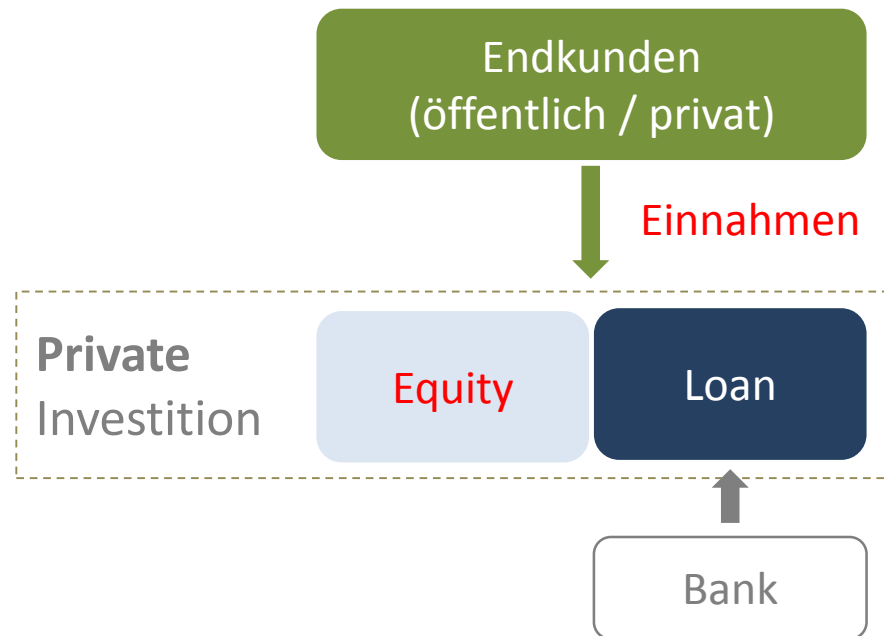 Endkunden
(öffentlich / privat)
Einnahmen
Private
Investition
Equity
Loan
Bank